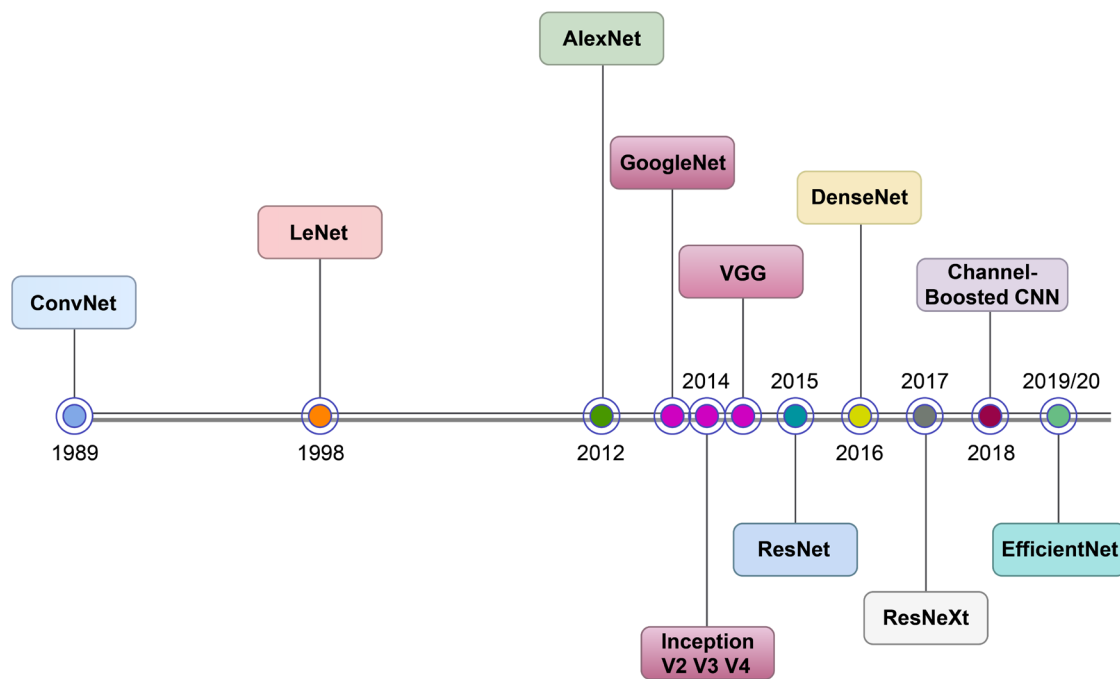 AlexNet
GoogleNet
DenseNet
LeNet
VGG
Channel-
Boosted CNN
ConvNet
2014
2015
2017
2019/20
1989
1998
2012
2016
2018
ResNet
EfficientNet
ResNeXt
Inception
V2 V3 V4